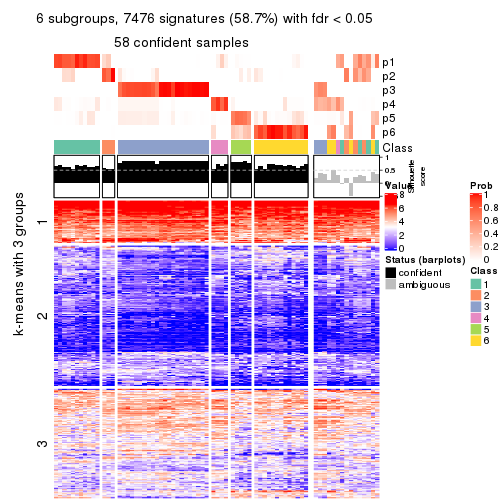 6 subgroups, 7476 signatures (58.7%) with fdr < 0.05
58 confident samples
p1
p2
p3
p4
p5
p6
Class
1
0.5
0
Silhouette
score
k-means with 3 groups
1
2
3
Value
8
6
4
2
0
Status (barplots)
confident
ambiguous
Prob
1
0.8
0.6
0.4
0.2
0
Class
1
2
3
4
5
6